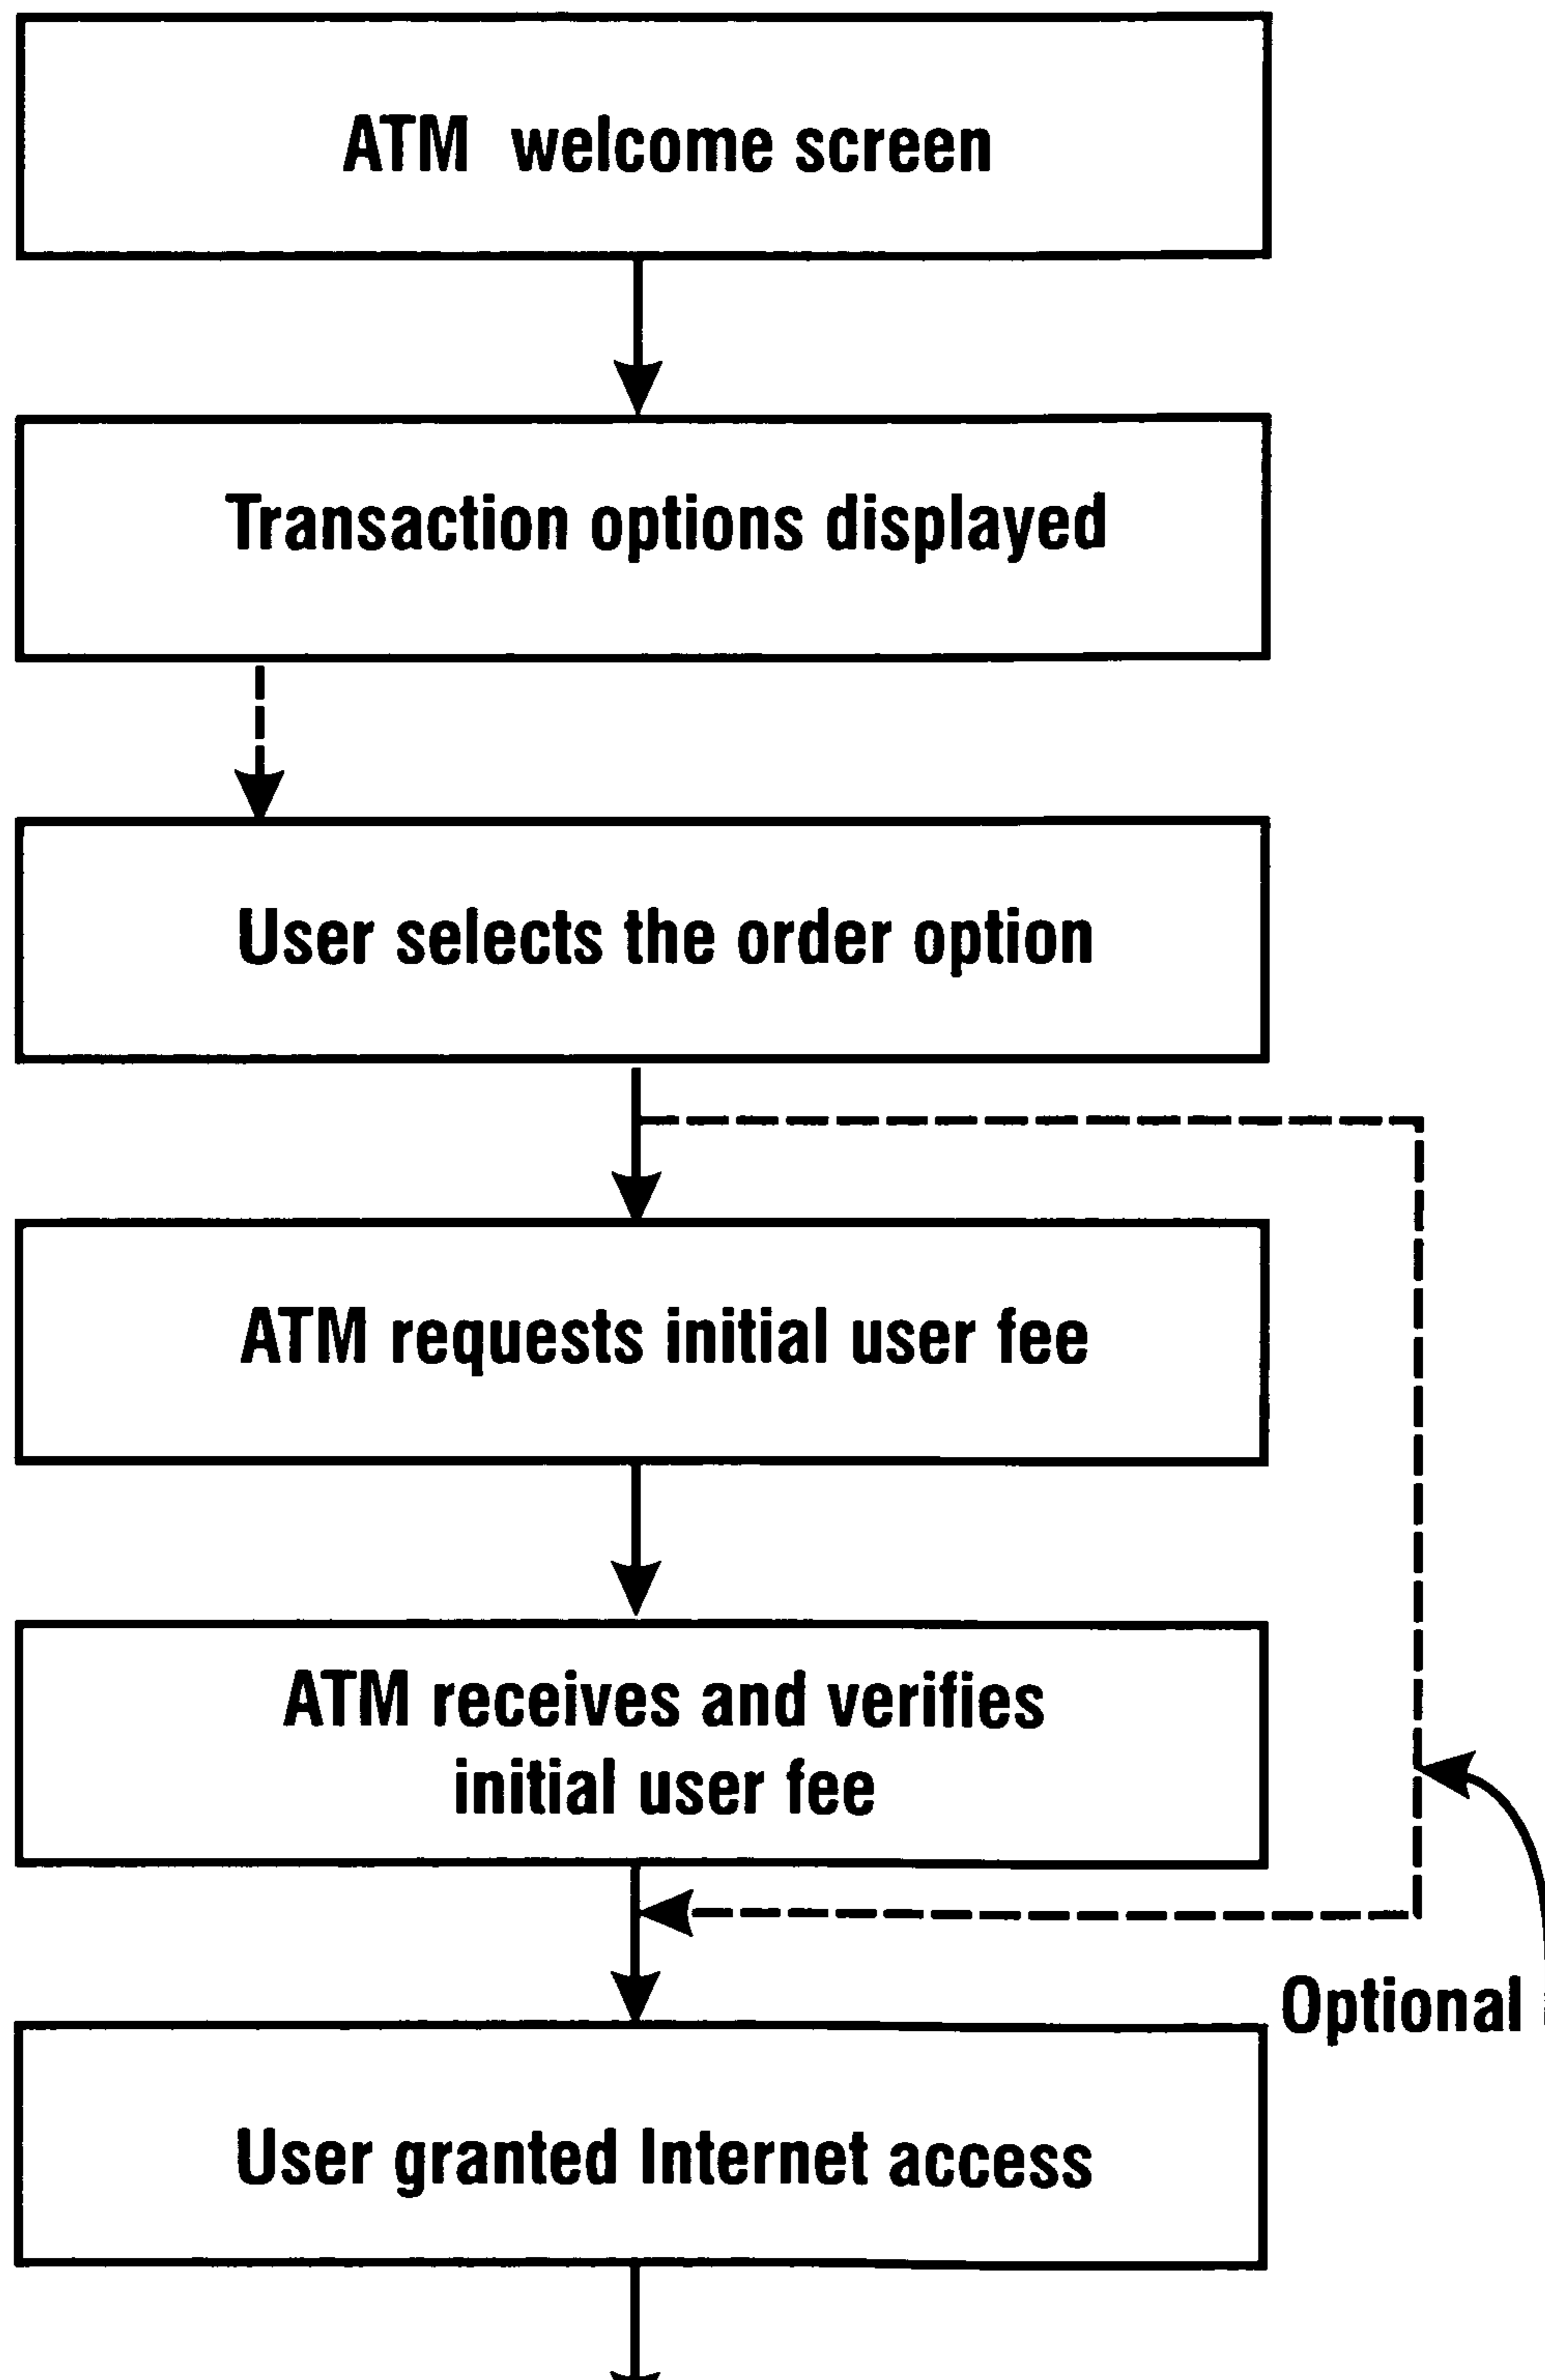 ATM welcome screen
Transaction options displayed
User selects the order option
ATM requests initial user fee
ATM receives and verifies
initial user fee
Optional
User granted Internet access